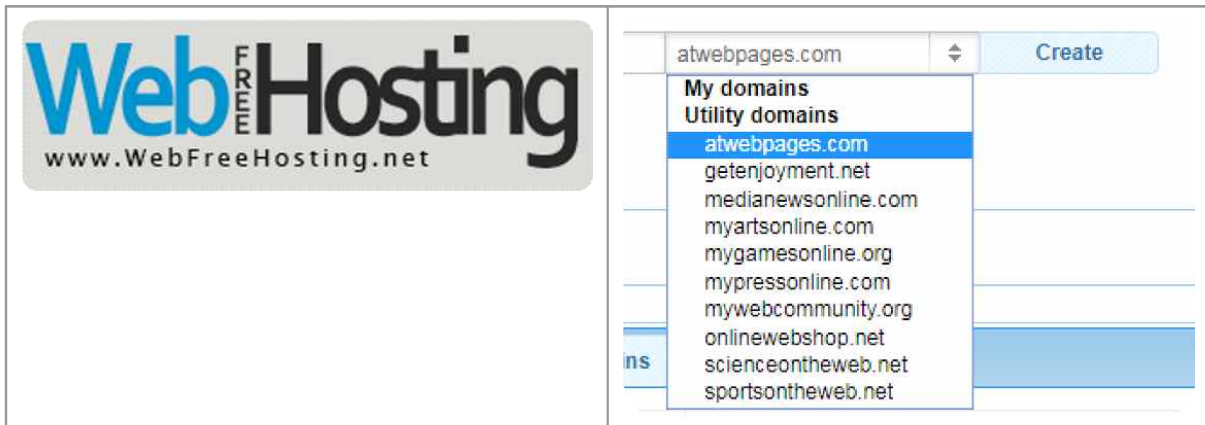 Web FREE Hosting
www.WebFreeHosting.net
atwebpages.com
Create
My domains
Utility domains
atwebpages.com
getenjoyment.net
medianewsonline.com
myartsonline.com
mygamesonline.org
mypressonline.com
mywebcommunity.org
onlinewebshop.net
scienceontheweb.net
sportsontheweb.net
ins